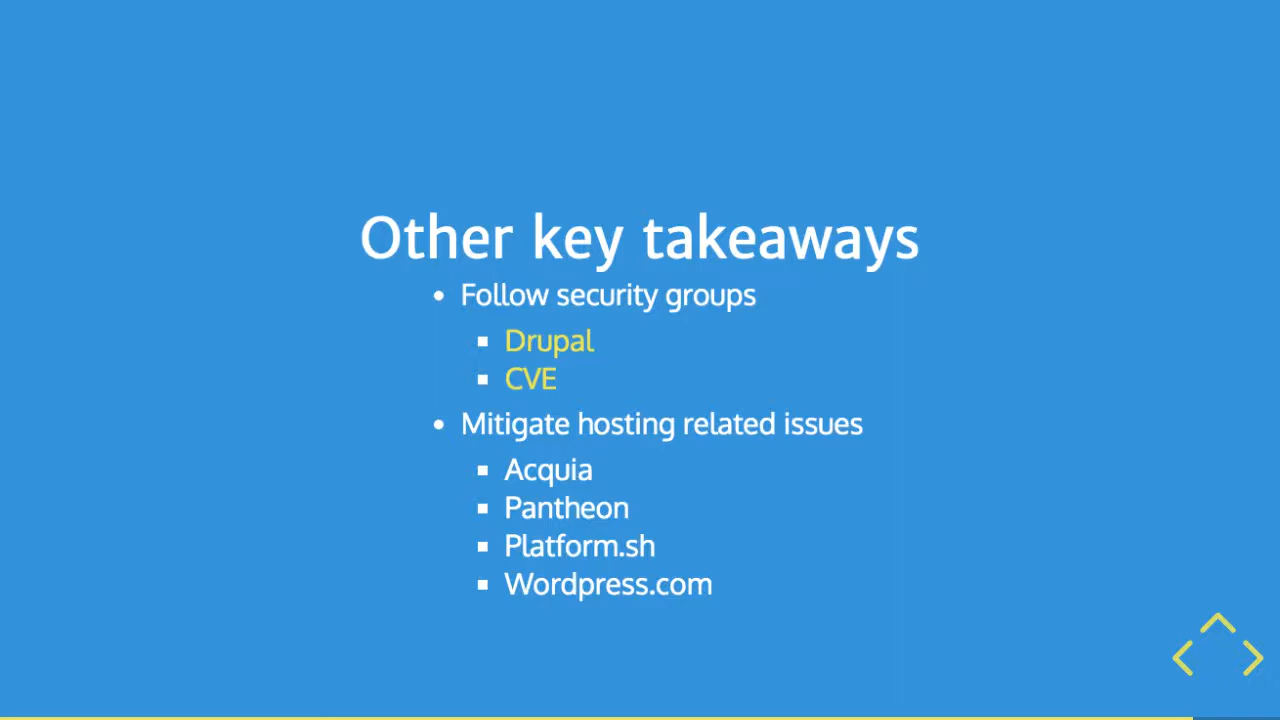 Other key takeaways
Follow security groups
Drupal
CVE
Mitigate hosting related issues
Acquia
Pantheon
Platform.sh
Wordpress.com